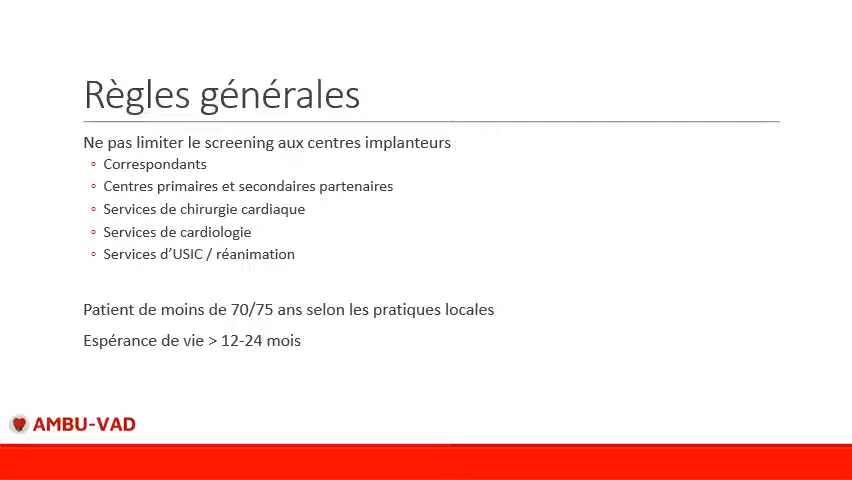 Règles générales
Ne pas limiter le screening aux centres implanteurs
Correspondants
Centres primaires et secondaires partenaires
Services de chirurgie cardiaque
Services de cardiologie
Services d’USIC / réanimation
Patient de moins de 70/75 ans selon les pratiques locales
Espérance de vie > 12-24 mois
AMBU-VAD